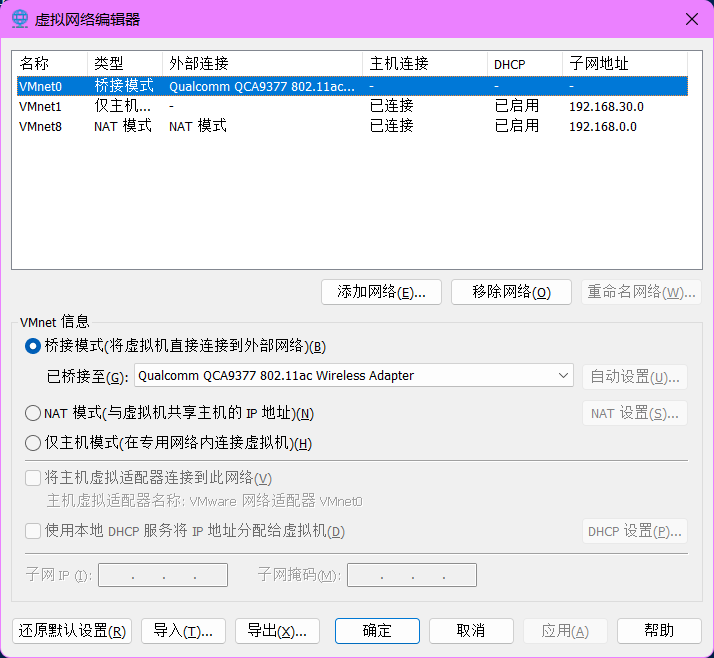 虚拟网络编辑器
名称 类型 外部连接 主机连接 DHCP 子网地址
VMnet0 桥接模式 Qualcomm QCA9377 802.11ac... - - -
VMnet1 仅主机... - 已连接 已启用 192.168.30.0
VMnet8 NAT 模式 NAT 模式 已连接 已启用 192.168.0.0
添加网络(E)... 移除网络(O) 重命名网络(W)...
VMnet 信息
桥接模式(将虚拟机直接连接到外部网络)(B)
已桥接至(G): Qualcomm QCA9377 802.11ac Wireless Adapter 自动设置(U)...
NAT 模式(与虚拟机共享主机的 IP 地址)(N) NAT 设置(S)...
仅主机模式(在专用网络内连接虚拟机)(H)
将主机虚拟适配器连接到此网络(V)
主机虚拟适配器名称: VMware 网络适配器 VMnet0
使用本地 DHCP 服务将 IP 地址分配给虚拟机(D) DHCP 设置(P)...
子网 IP (I): . . . 子网掩码(M): . . .
还原默认设置(R) 导入(T)... 导出(X)... 确定 取消 应用(A) 帮助